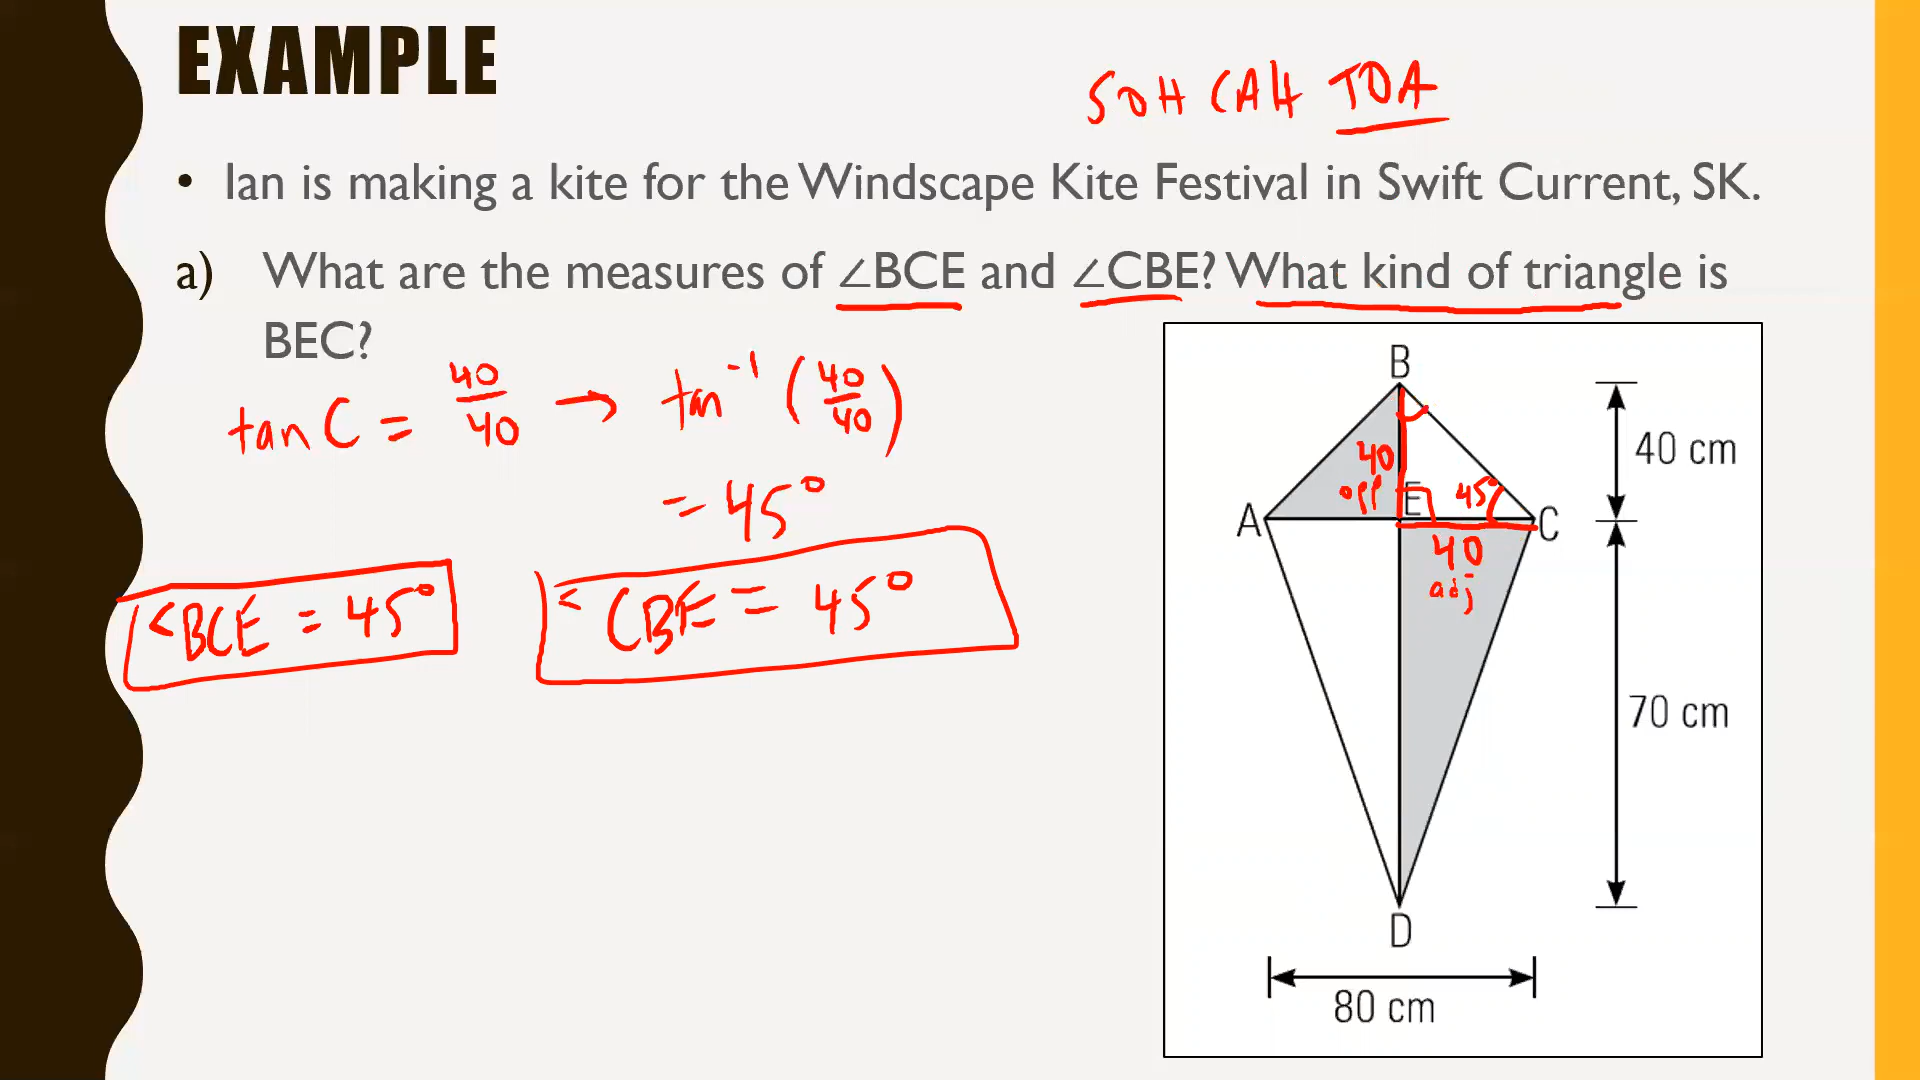 EXAMPLE
SOH CAH TOA
• Ian is making a kite for the Windscape Kite Festival in Swift Current, SK.
a) What are the measures of ∠BCE and ∠CBE? What kind of triangle is
BEC?
tan C = 40/40 → tan⁻¹ (40/40)
= 45°
<BCE = 45°
< CBE = 45°
B
40 cm
40
opp
E
45°
A
C
40
adj
70 cm
D
80 cm